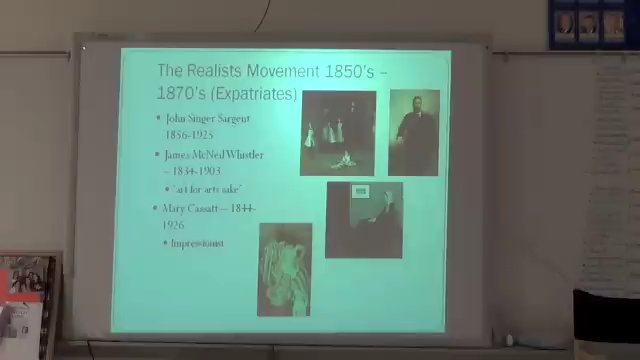 The Realists Movement 1850's –
1870's (Expatriates)
• John Singer Sargent
1856-1925
• James McNeil Whistler
– 1834-1903
• "art for arts sake"
• Mary Cassatt – 1844-
1926
• Impressionist